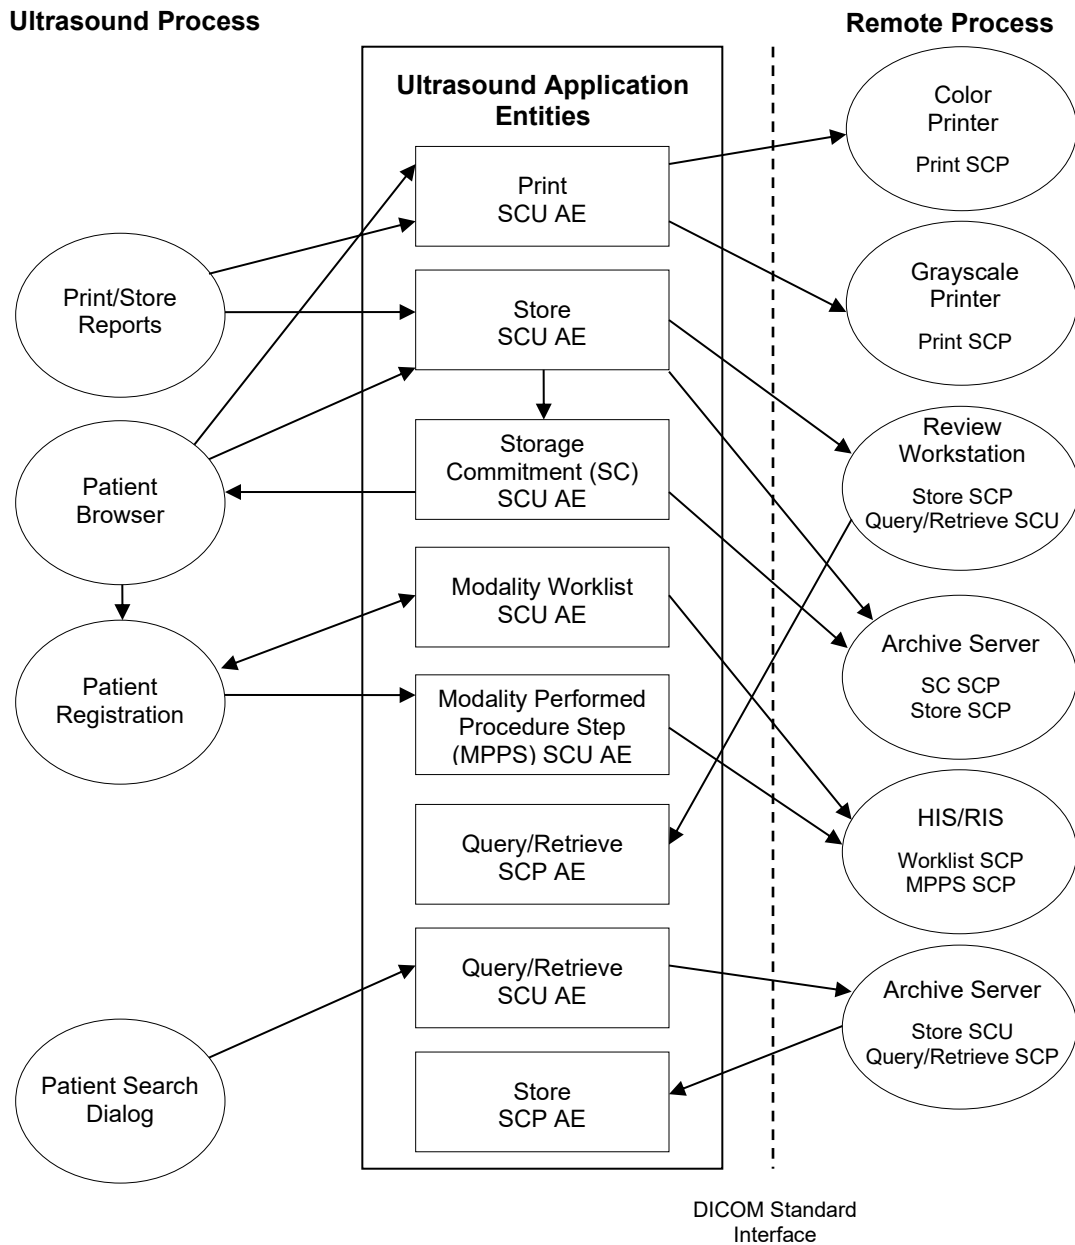 Ultrasound Process
Remote Process
Ultrasound Application
Entities
Print
SCU AE
Store
SCU AE
Storage
Commitment (SC)
SCU AE
Modality Worklist
SCU AE
Modality Performed
Procedure Step
(MPPS) SCU AE
Query/Retrieve
SCP AE
Query/Retrieve
SCU AE
Store
SCP AE
Print/Store
Reports
Patient
Browser
Patient
Registration
Patient Search
Dialog
Color
Printer
Print SCP
Grayscale
Printer
Print SCP
Review
Workstation
Store SCP
Query/Retrieve SCU
Archive Server
SC SCP
Store SCP
HIS/RIS
Worklist SCP
MPPS SCP
Archive Server
Store SCU
Query/Retrieve SCP
DICOM Standard
Interface